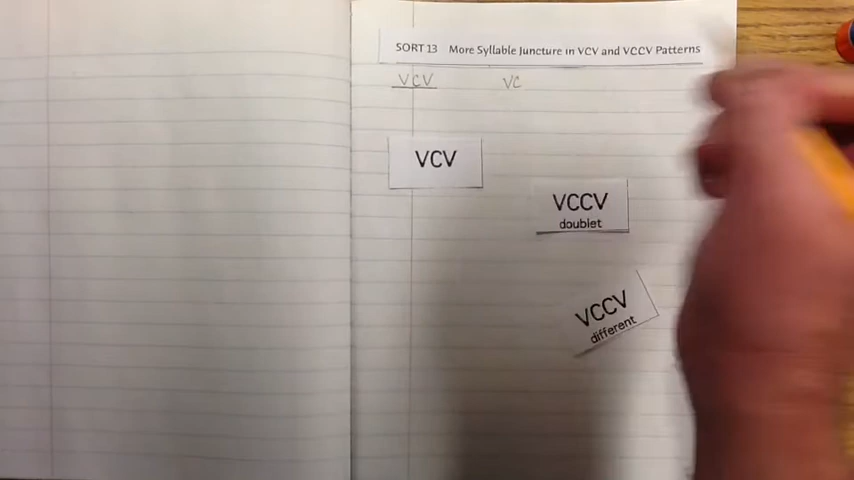 SORT 13 More Syllable Juncture in VCV and VCCV Patterns
VCV VC
VCV
VCCV
doublet
VCCV
different